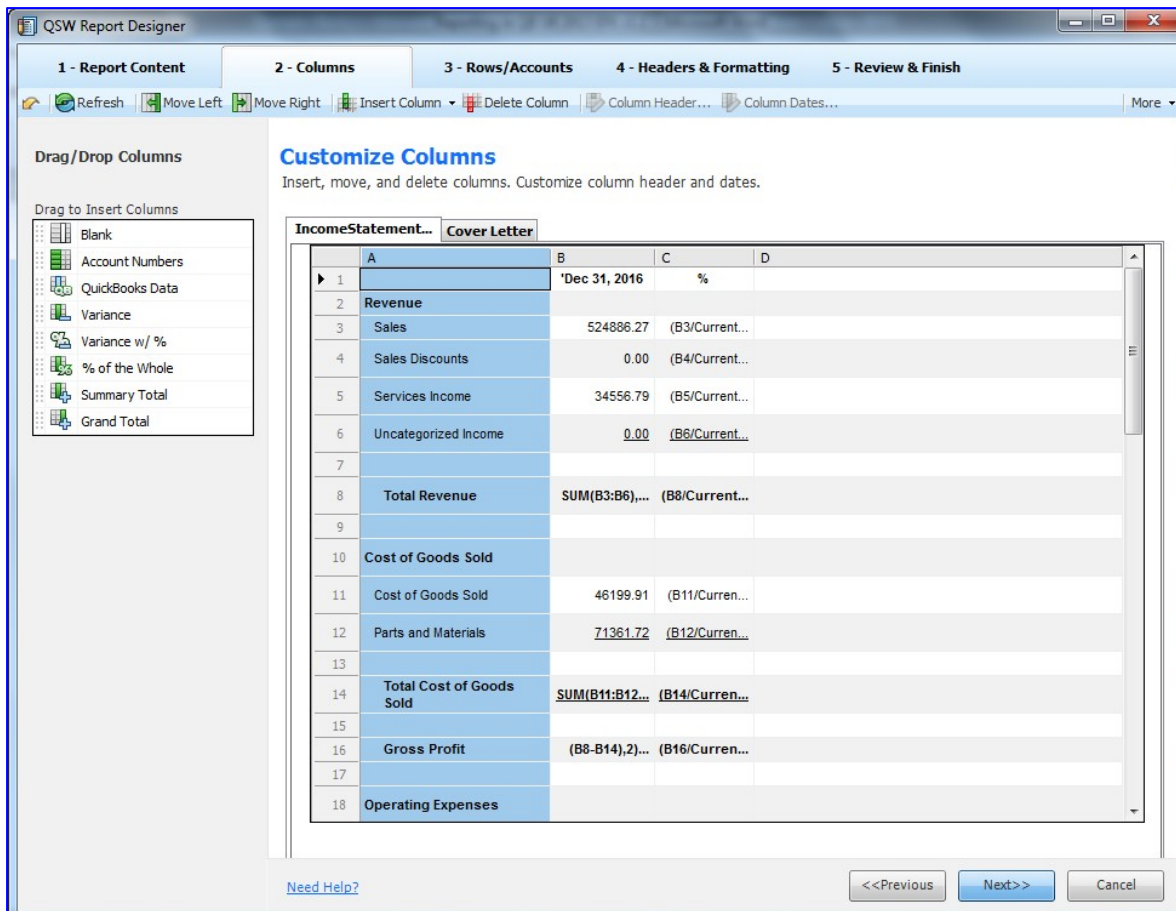 QSW Report Designer
1 - Report Content 2 - Columns 3 - Rows/Accounts 4 - Headers & Formatting 5 - Review & Finish
Refresh Move Left Move Right Insert Column Delete Column Column Header... Column Dates... More
Drag/Drop Columns
Drag to Insert Columns
Blank
Account Numbers
QuickBooks Data
Variance
Variance w/ %
% of the Whole
Summary Total
Grand Total
Customize Columns
Insert, move, and delete columns. Customize column header and dates.
IncomeStatement... Cover Letter
A B C D
1 'Dec 31, 2016 %
2 Revenue
3 Sales 524886.27 (B3/Current...
4 Sales Discounts 0.00 (B4/Current...
5 Services Income 34556.79 (B5/Current...
6 Uncategorized Income 0.00 (B6/Current...
7
8 Total Revenue SUM(B3:B6),... (B8/Current...
9
10 Cost of Goods Sold
11 Cost of Goods Sold 46199.91 (B11/Curren...
12 Parts and Materials 71361.72 (B12/Curren...
13
14 Total Cost of Goods Sold SUM(B11:B12... (B14/Curren...
15
16 Gross Profit (B8-B14),2)... (B16/Curren...
17
18 Operating Expenses
Need Help? <<Previous Next>> Cancel